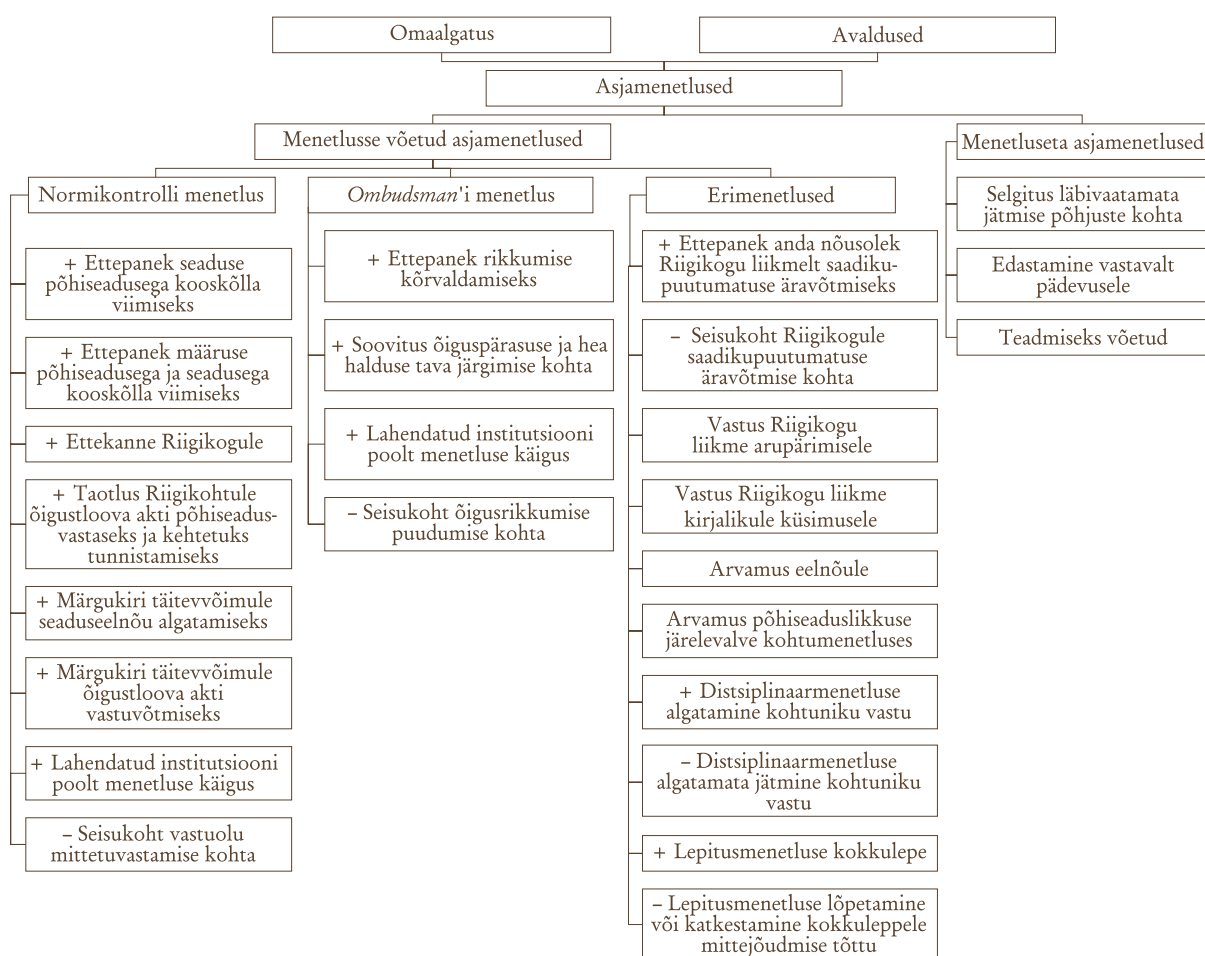 Omaalgatus
Avaldused
Asjamenetlused
Menetlusse võetud asjamenetlused
Menetluseta asjamenetlused
Normikontrolli menetlus
+ Ettepanek seaduse
põhiseadusega kooskõlla
viimiseks
+ Ettepanek määruse
põhiseadusega ja seadusega
kooskõlla viimiseks
+ Ettekanne Riigikogule
+ Taotlus Riigikohtule
õigustloova akti põhiseadus-
vastaseks ja kehtetuks
tunnistamiseks
+ Märgukiri täitevvõimule
seaduseelnõu algatamiseks
+ Märgukiri täitevvõimule
õigustloova akti
vastuvõtmiseks
+ Lahendatud institutsiooni
poolt menetluse käigus
– Seisukoht vastuolu
mittetuvastamise kohta
Ombudsman'i menetlus
+ Ettepanek rikkumise
kõrvaldamiseks
+ Soovitus õiguspärasuse ja hea
halduse tava järgimise kohta
+ Lahendatud institutsiooni
poolt menetluse käigus
– Seisukoht õigusrikkumise
puudumise kohta
Erimenetlused
+ Ettepanek anda nõusolek
Riigikogu liikmelt saadiku-
puutumatuse äravõtmiseks
– Seisukoht Riigikogule
saadikupuutumatuse
äravõtmise kohta
Vastus Riigikogu
liikme arupärimisele
Vastus Riigikogu liikme
kirjalikule küsimusele
Arvamus eelnõule
Arvamus põhiseaduslikkuse
järelevalve kohtumenetluses
+ Distsiplinaarmenetluse
algatamine kohtuniku vastu
– Distsiplinaarmenetluse
algatamata jätmine kohtuniku
vastu
+ Lepitusmenetluse kokkulepe
– Lepitusmenetluse lõpetamine
või katkestamine kokkuleppele
mittejõudmise tõttu
Selgitus läbivaatamata
jätmise põhjuste kohta
Edastamine vastavalt
pädevusele
Teadmiseks võetud